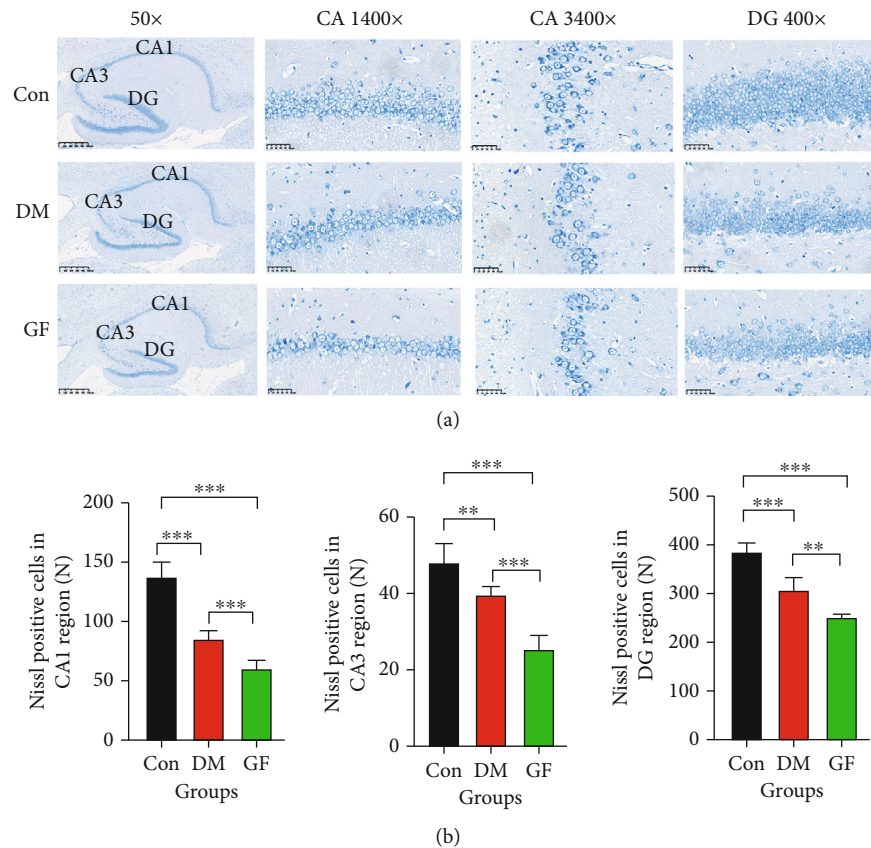 50× CA 1400× CA 3400× DG 400×
Con
CA1
CA3
DG
DM
CA1
CA3
DG
GF
CA1
CA3
DG
(a)
Nissl positive cells in
CA1 region (N)
200
150
100
50
0
***
***
***
Con DM GF
Groups
Nissl positive cells in
CA3 region (N)
60
40
20
0
***
**
***
Con DM GF
Groups
Nissl positive cells in
DG region (N)
500
400
300
200
100
0
***
***
**
Con DM GF
Groups
(b)